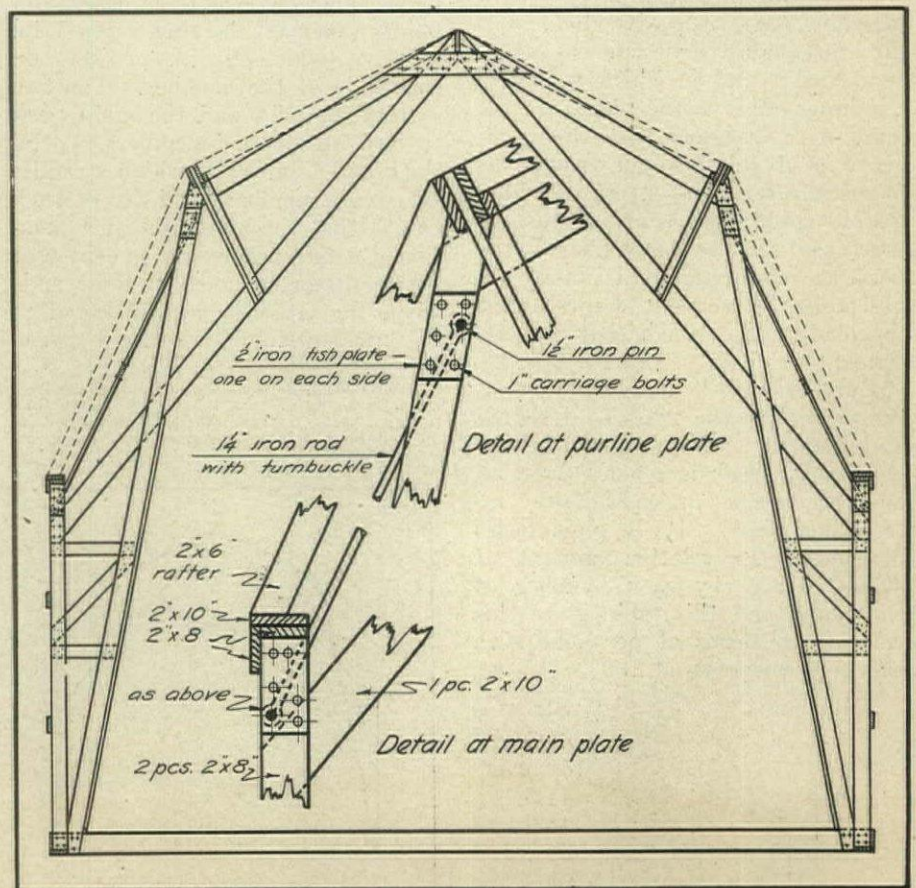 ½" iron fish plate
one on each side
1½" iron pin
1" carriage bolts
1¼" iron rod
with turnbuckle
Detail at purline plate
2"x6"
rafter
2"x10"
2"x8
as above
1 pc. 2"x10"
2 pcs. 2"x8"
Detail at main plate